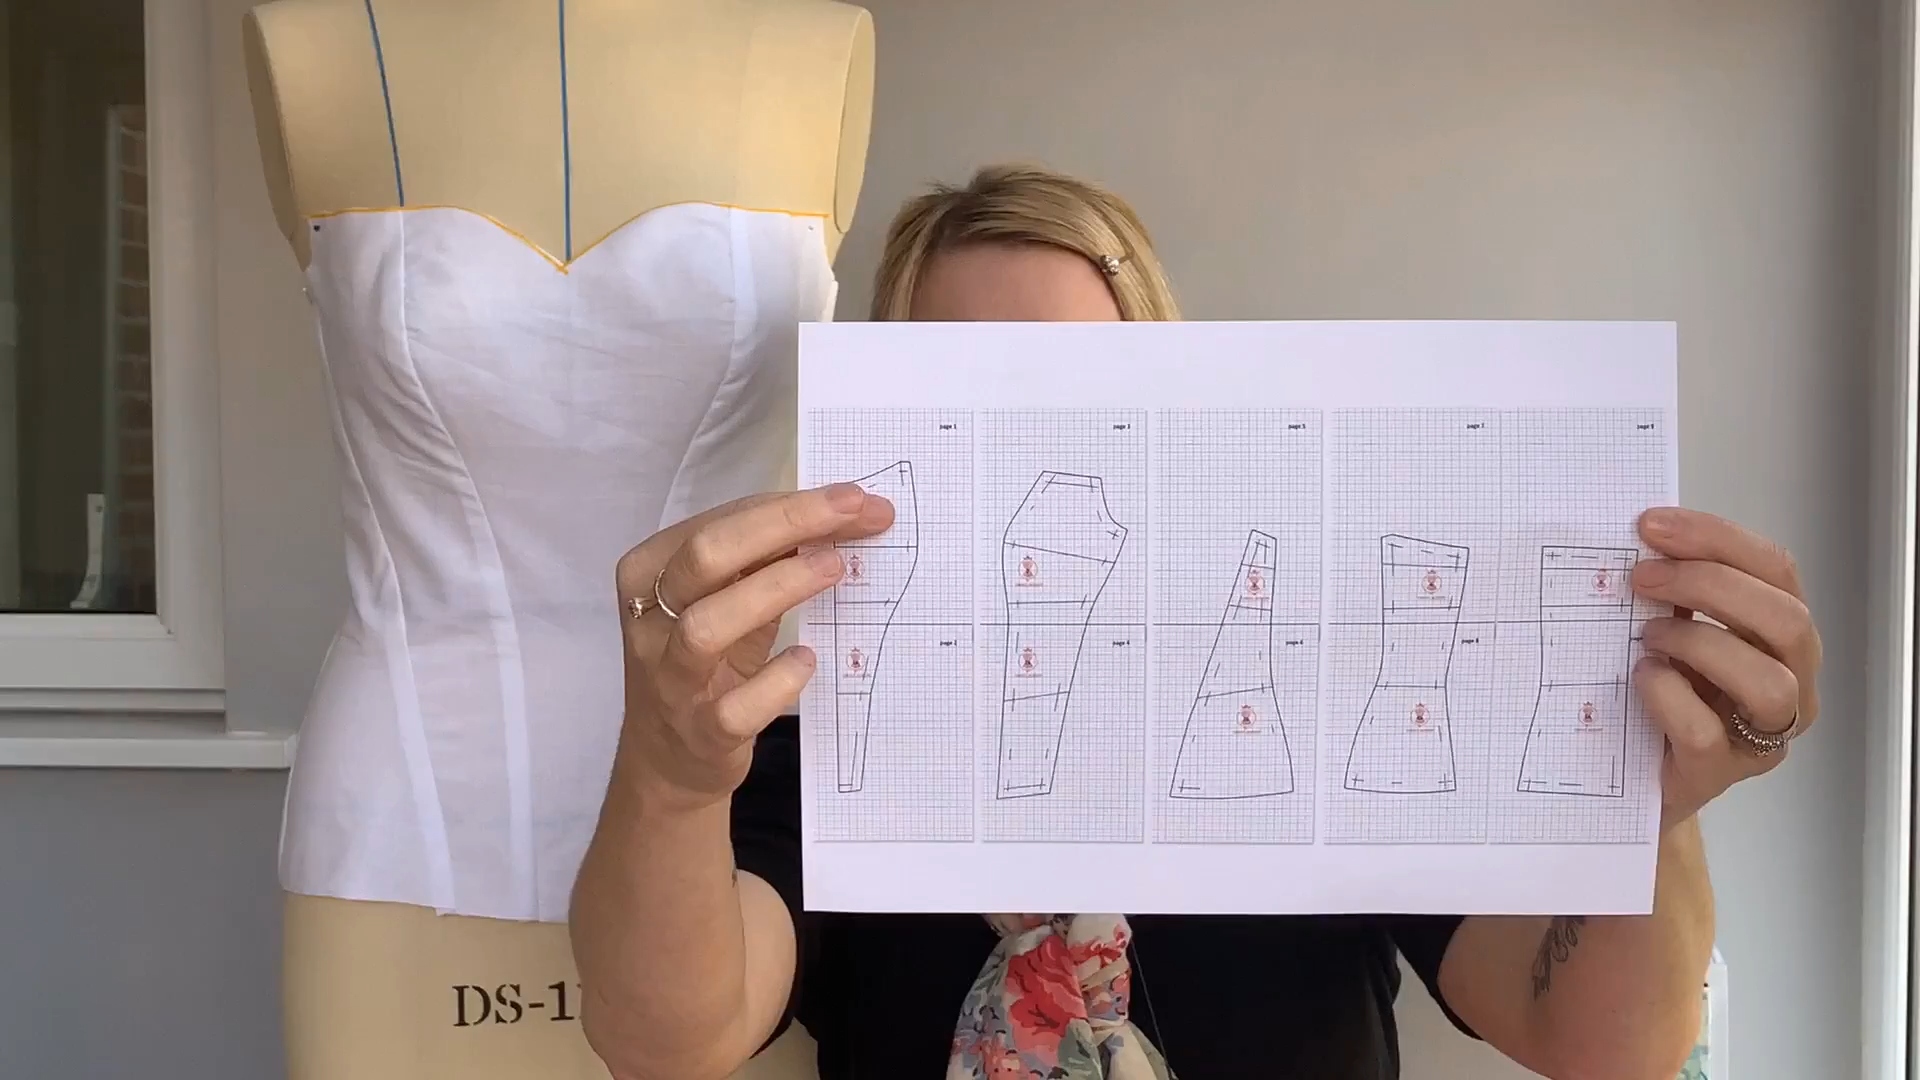 page 1
page 3
page 5
page 7
page 9
page 2
page 4
page 6
page 8
DS-1